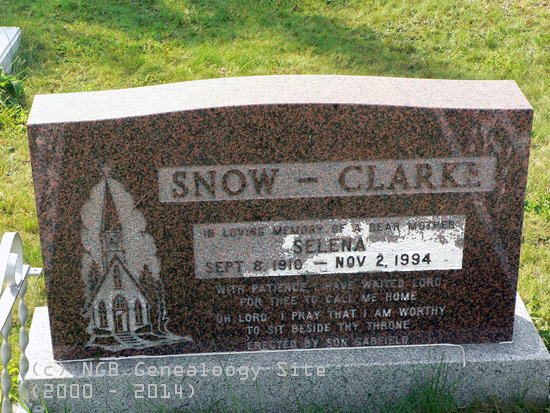 SNOW - CLARKE
IN LOVING MEMORY OF A DEAR MOTHER
SELENA
SEPT 8, 1910 - NOV 2, 1994
WITH PATIENCE I HAVE WAITED LORD
FOR THEE TO CALL ME HOME
OH LORD I PRAY THAT I AM WORTHY
TO SIT BESIDE THY THRONE
ERECTED BY SON GARFIELD
(c) NGB Genealoogy Site
(2000 - 2014)